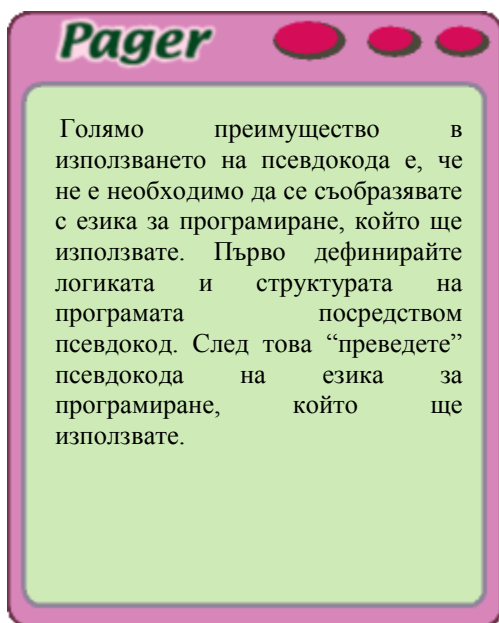 Pager
Голямо преимущество в
използването на псевдокода е, че
не е необходимо да се съобразявате
с езика за програмиране, който ще
използвате. Първо дефинирайте
логиката и структурата на
програмата посредством
псевдокод. След това “преведете”
псевдокода на езика за
програмиране, който ще
използвате.